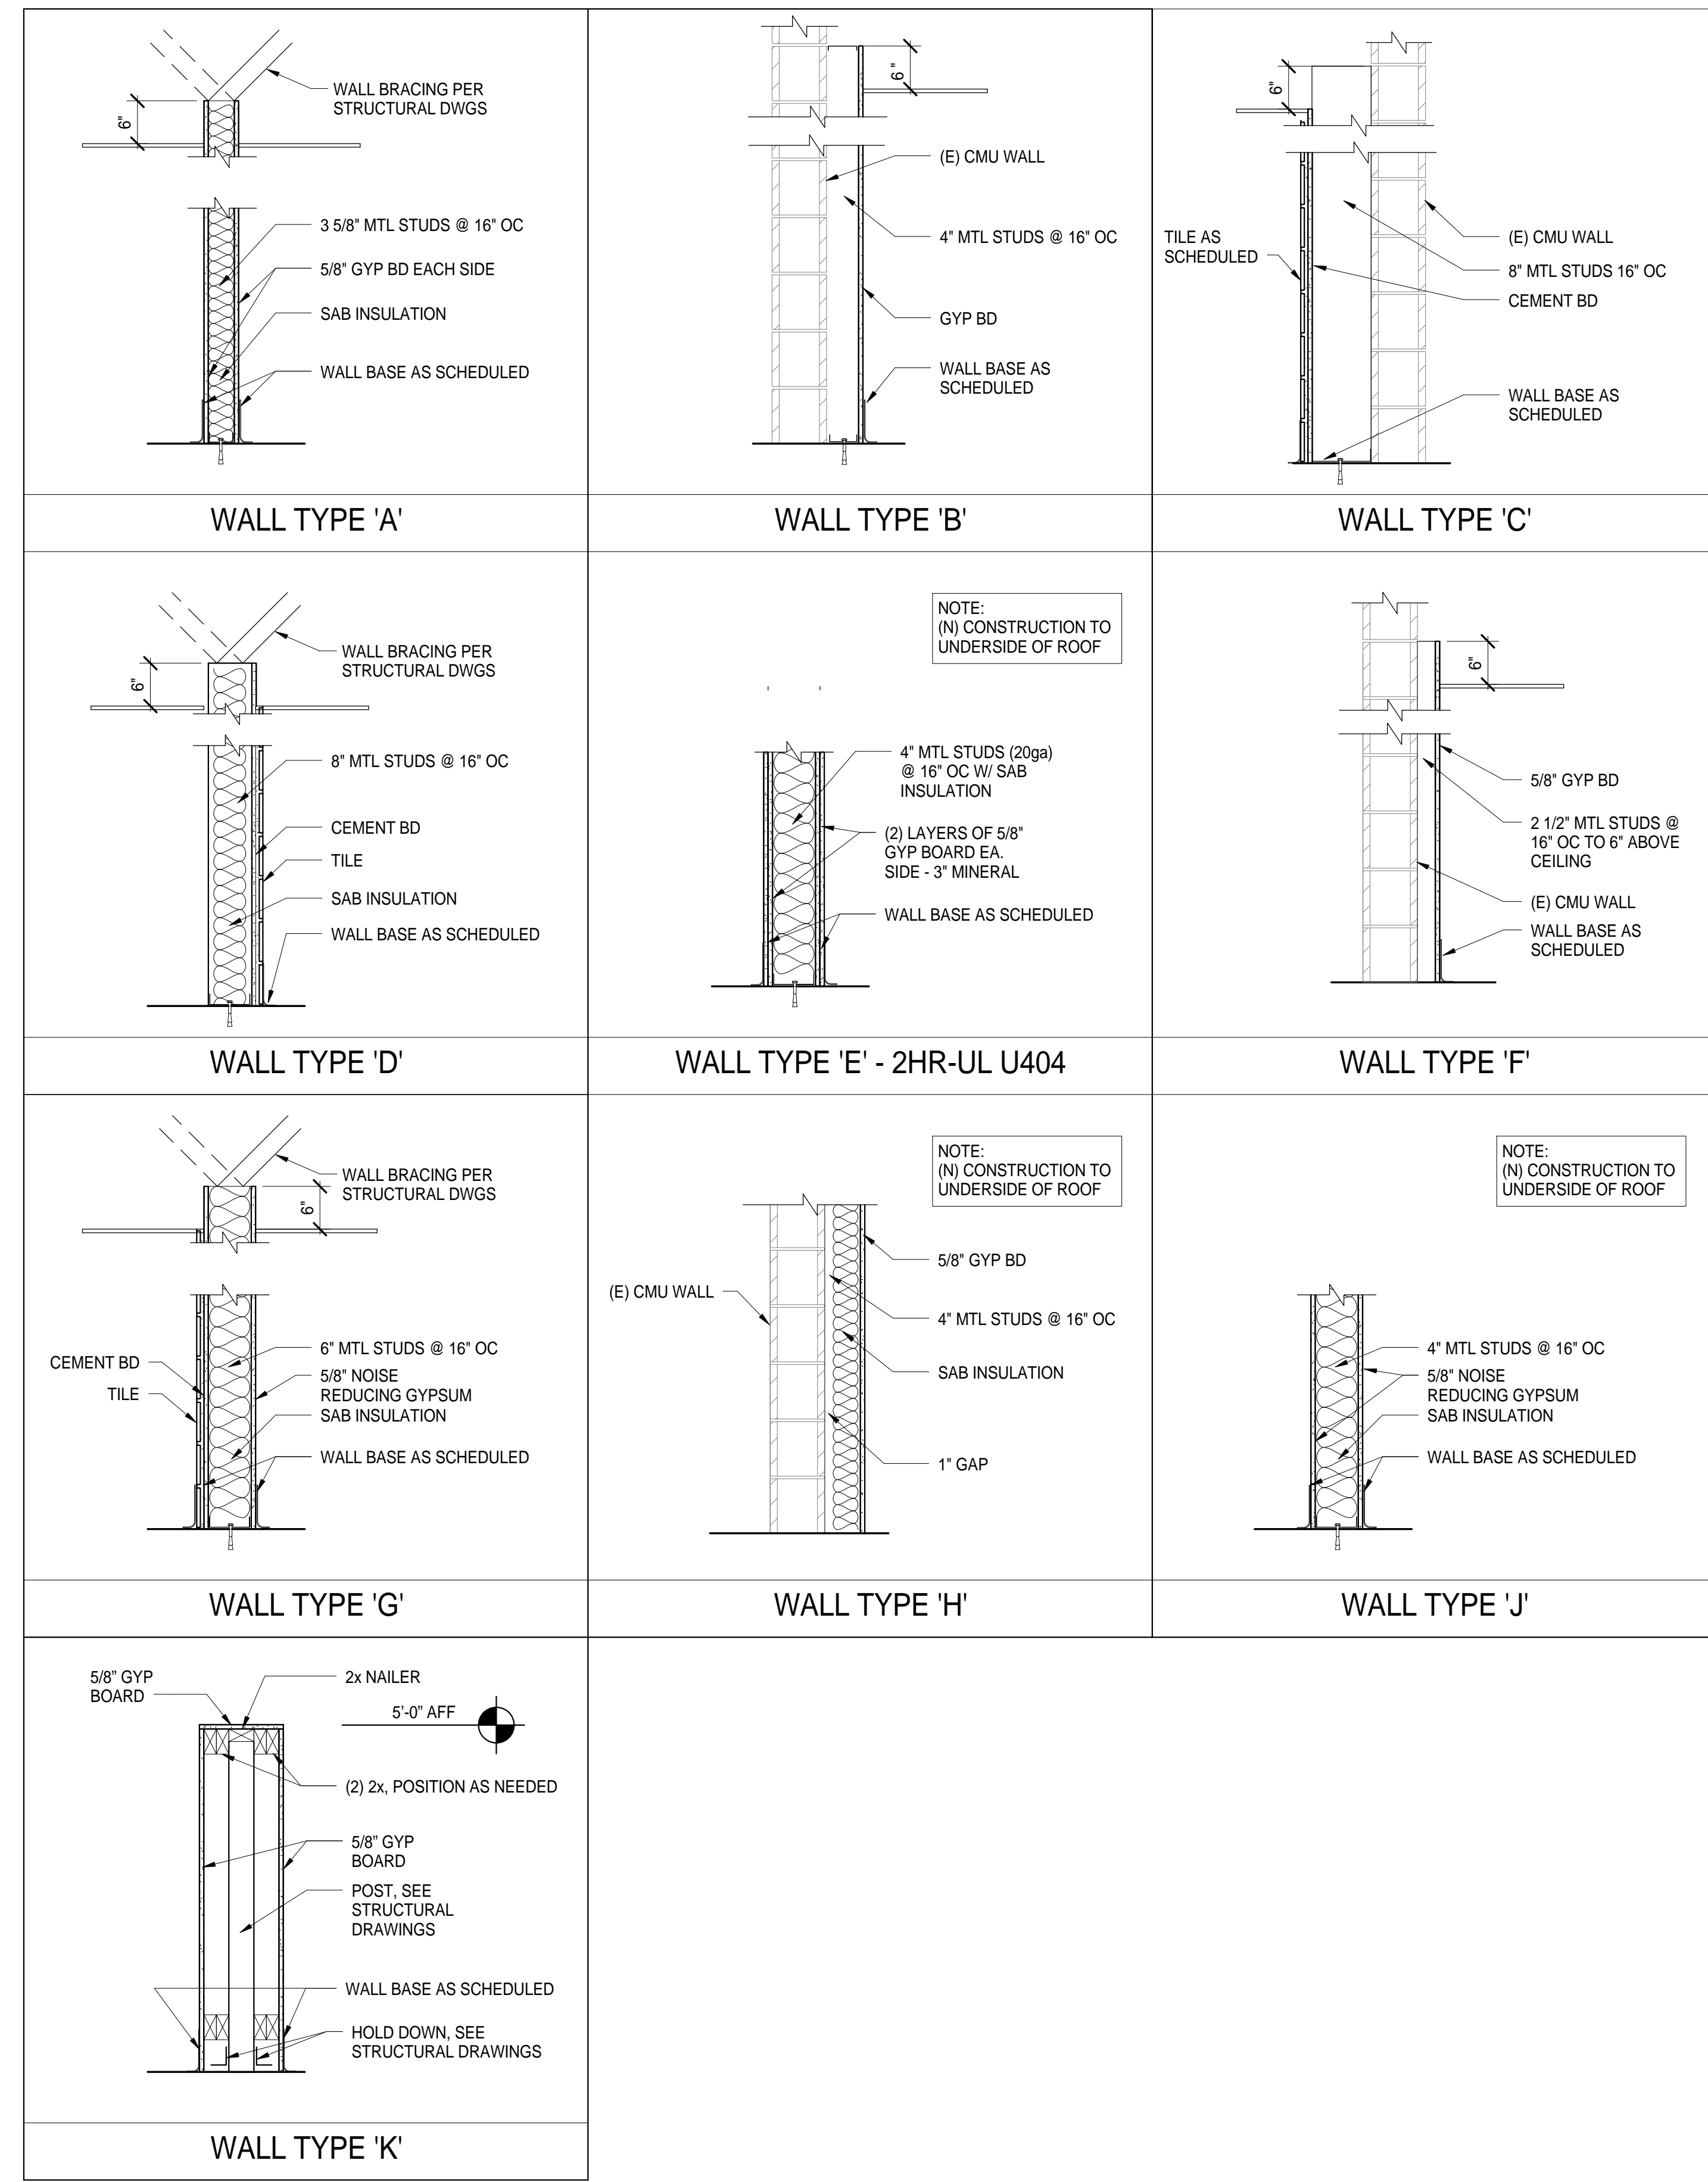 WALL BRACING PER
STRUCTURAL DWGS
6"
3 5/8" MTL STUDS @ 16" OC
5/8" GYP BD EACH SIDE
SAB INSULATION
WALL BASE AS SCHEDULED
WALL TYPE 'A'
6"
(E) CMU WALL
4" MTL STUDS @ 16" OC
GYP BD
WALL BASE AS
SCHEDULED
WALL TYPE 'B'
6"
TILE AS
SCHEDULED
(E) CMU WALL
8" MTL STUDS 16" OC
CEMENT BD
WALL BASE AS
SCHEDULED
WALL TYPE 'C'
WALL BRACING PER
STRUCTURAL DWGS
6"
8" MTL STUDS @ 16" OC
CEMENT BD
TILE
SAB INSULATION
WALL BASE AS SCHEDULED
WALL TYPE 'D'
NOTE:
(N) CONSTRUCTION TO
UNDERSIDE OF ROOF
4" MTL STUDS (20ga)
@ 16" OC W/ SAB
INSULATION
(2) LAYERS OF 5/8"
GYP BOARD EA.
SIDE - 3" MINERAL
WALL BASE AS SCHEDULED
WALL TYPE 'E' - 2HR-UL U404
6"
5/8" GYP BD
2 1/2" MTL STUDS @
16" OC TO 6" ABOVE
CEILING
(E) CMU WALL
WALL BASE AS
SCHEDULED
WALL TYPE 'F'
WALL BRACING PER
STRUCTURAL DWGS
6"
CEMENT BD
TILE
6" MTL STUDS @ 16" OC
5/8" NOISE
REDUCING GYPSUM
SAB INSULATION
WALL BASE AS SCHEDULED
WALL TYPE 'G'
NOTE:
(N) CONSTRUCTION TO
UNDERSIDE OF ROOF
(E) CMU WALL
5/8" GYP BD
4" MTL STUDS @ 16" OC
SAB INSULATION
1" GAP
WALL TYPE 'H'
NOTE:
(N) CONSTRUCTION TO
UNDERSIDE OF ROOF
4" MTL STUDS @ 16" OC
5/8" NOISE
REDUCING GYPSUM
SAB INSULATION
WALL BASE AS SCHEDULED
WALL TYPE 'J'
5/8” GYP
BOARD
2x NAILER
5’-0” AFF
(2) 2x, POSITION AS NEEDED
5/8” GYP
BOARD
POST, SEE
STRUCTURAL
DRAWINGS
WALL BASE AS SCHEDULED
HOLD DOWN, SEE
STRUCTURAL DRAWINGS
WALL TYPE 'K'